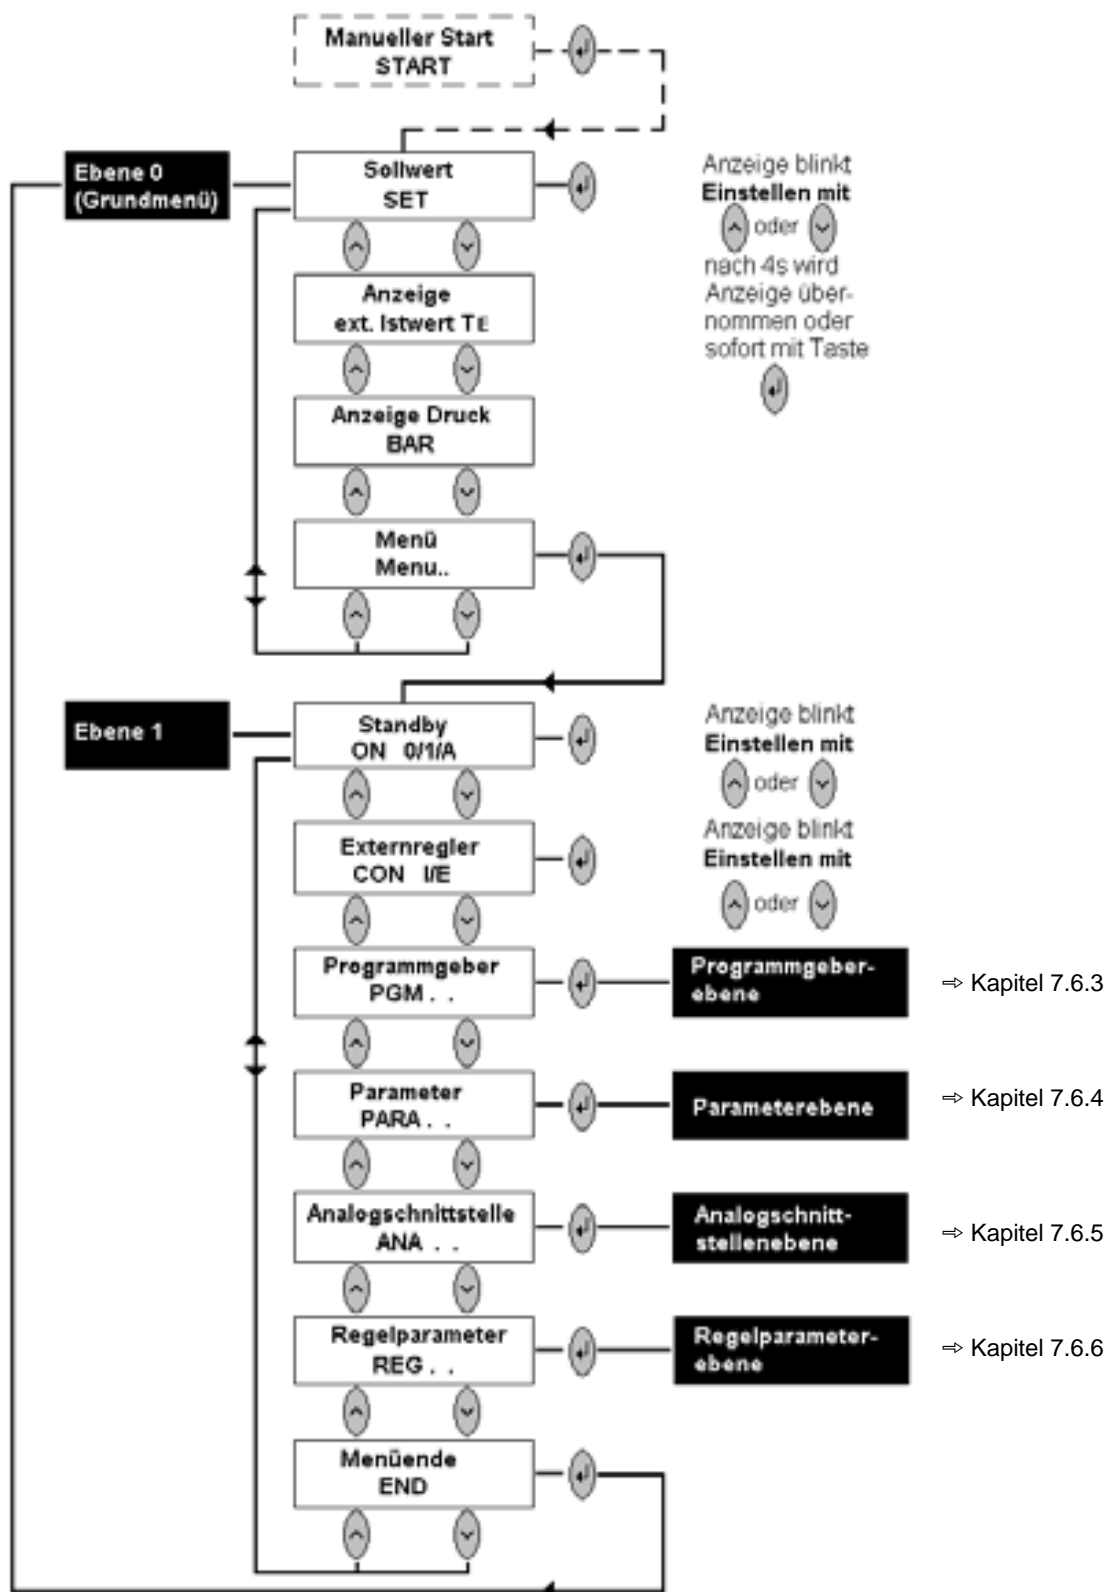 Manueller Start
START
Ebene 0
(Grundmenü)
Sollwert
SET
Anzeige blinkt
Einstellen mit
oder
nach 4s wird
Anzeige über-
nommen oder
sofort mit Taste
Anzeige
ext. Istwert TE
Anzeige Druck
BAR
Menü
Menu..
Ebene 1
Standby
ON 0/1/A
Anzeige blinkt
Einstellen mit
oder
Externregler
CON I/E
Anzeige blinkt
Einstellen mit
oder
Programmgeber
PGM . .
Programmgeber-
ebene
⇨ Kapitel 7.6.3
Parameter
PARA . .
Parameterebene
⇨ Kapitel 7.6.4
Analogschnittstelle
ANA . .
Analogschnitt-
stellenebene
⇨ Kapitel 7.6.5
Regelparameter
REG . .
Regelparameter-
ebene
⇨ Kapitel 7.6.6
Menüende
END